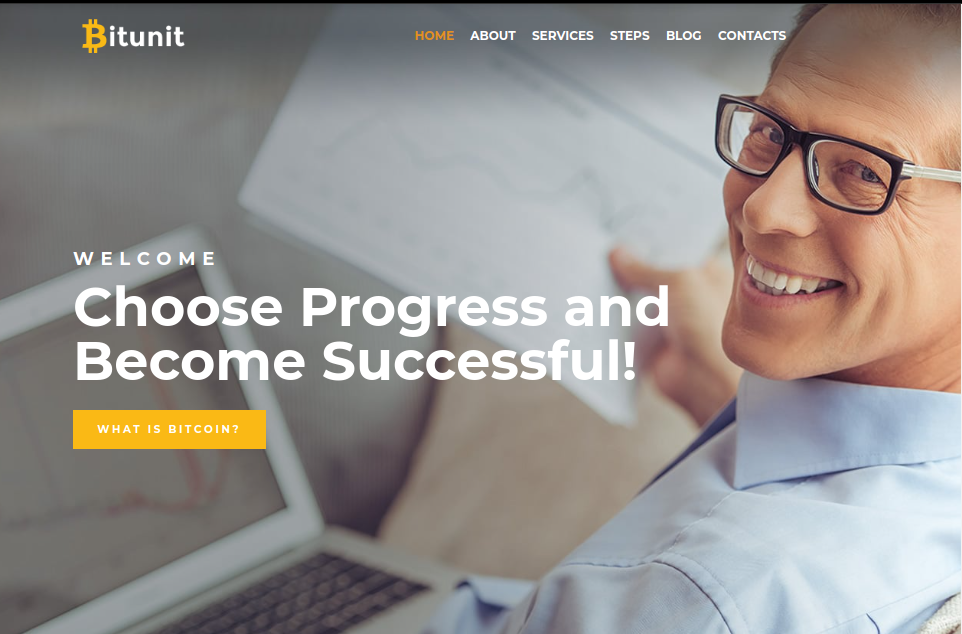 Bitunit
HOME ABOUT SERVICES STEPS BLOG CONTACTS
WELCOME
Choose Progress and
Become Successful!
WHAT IS BITCOIN?